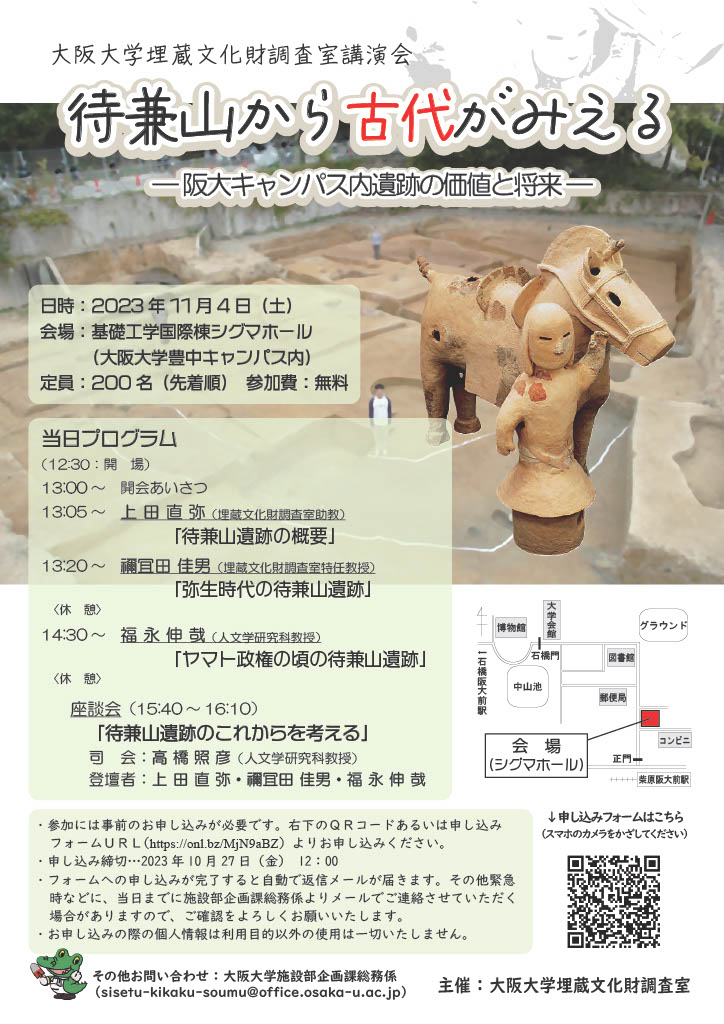 大阪大学埋蔵文化財調査室講演会
待兼山から古代がみえる
―阪大キャンパス内遺跡の価値と将来―
日時：2023年11月4日（土）
会場：基礎工学国際棟シグマホール
（大阪大学豊中キャンパス内）
定員：200名（先着順） 参加費：無料
当日プログラム
（12:30：開 場）
13:00～ 開会あいさつ
13:05～ 上田直弥（埋蔵文化財調査室助教）
「待兼山遺跡の概要」
13:20～ 禰冝田佳男（埋蔵文化財調査室特任教授）
「弥生時代の待兼山遺跡」
〈休 憩〉
14:30～ 福永伸哉（人文学研究科教授）
「ヤマト政権の頃の待兼山遺跡」
〈休 憩〉
座談会（15:40～16:10）
「待兼山遺跡のこれからを考える」
司 会：高橋照彦（人文学研究科教授）
登壇者：上田直弥・禰冝田佳男・福永伸哉
博物館
大学会館
グラウンド
←石橋阪大前駅
石橋門
図書館
中山池
郵便局
会 場
（シグマホール）
コンビニ
正門
柴原阪大前駅
・参加には事前のお申し込みが必要です。右下のQRコードあるいは申し込み
フォームURL（https://onl.bz/MjN9aBZ）よりお申し込みください。
・申し込み締切…2023年10月27日（金） 12：00
・フォームへの申し込みが完了すると自動で返信メールが届きます。その他緊急
時などに、当日までに施設部企画課総務係よりメールでご連絡させていただく
場合がありますので、ご確認をよろしくお願いいたします。
・お申し込みの際の個人情報は利用目的以外の使用は一切いたしません。
↓申し込みフォームはこちら
（スマホのカメラをかざしてください）
その他お問い合わせ：大阪大学施設部企画課総務係
（sisetu-kikaku-soumu@office.osaka-u.ac.jp）
主催：大阪大学埋蔵文化財調査室